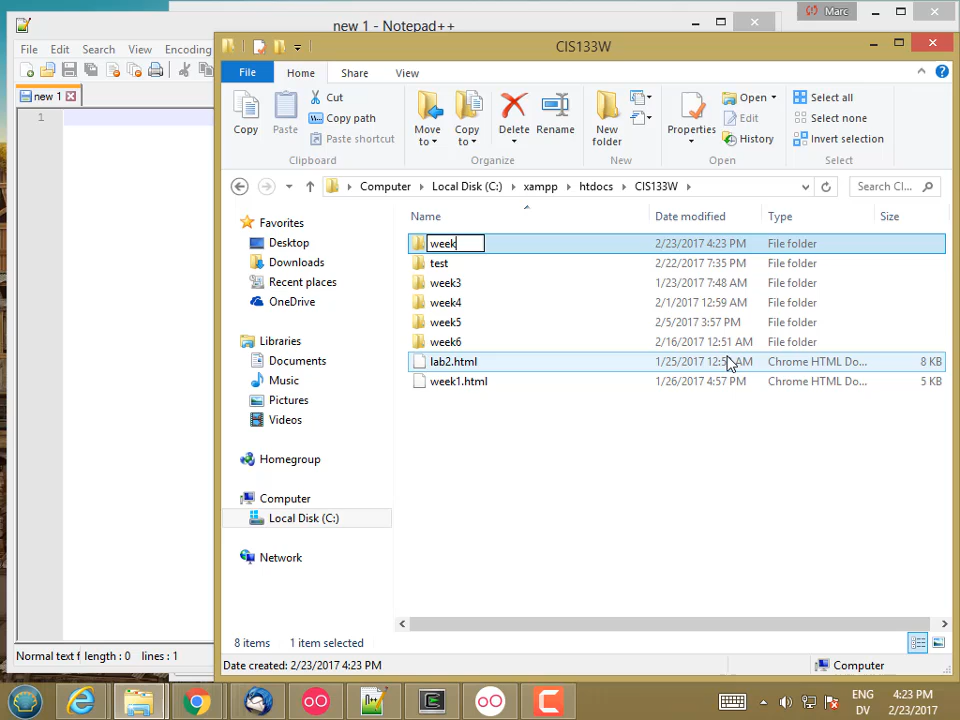 new 1 - Notepad++
Marc
File Edit Search View Encoding
new 1
1
Normal text f length : 0 lines : 1
CIS133W
File Home Share View
Copy
Paste
Cut
Copy path
Paste shortcut
Clipboard
Move to
Copy to
Delete
Rename
Organize
New folder
New
Properties
Open
Edit
History
Open
Select all
Select none
Invert selection
Select
Computer Local Disk (C:) xampp htdocs CIS133W
Search CI...
Favorites
Desktop
Downloads
Recent places
OneDrive
Libraries
Documents
Music
Pictures
Videos
Homegroup
Computer
Local Disk (C:)
Network
Name Date modified Type Size
week 2/23/2017 4:23 PM File folder
test 2/22/2017 7:35 PM File folder
week3 1/23/2017 7:48 AM File folder
week4 2/1/2017 12:59 AM File folder
week5 2/5/2017 3:57 PM File folder
week6 2/16/2017 12:51 AM File folder
lab2.html 1/25/2017 AM Chrome HTML Do... 8 KB
week1.html 1/26/2017 4:57 PM Chrome HTML Do... 5 KB
8 items 1 item selected
Date created: 2/23/2017 4:23 PM
Computer
ENG
DV
4:23 PM
2/23/2017